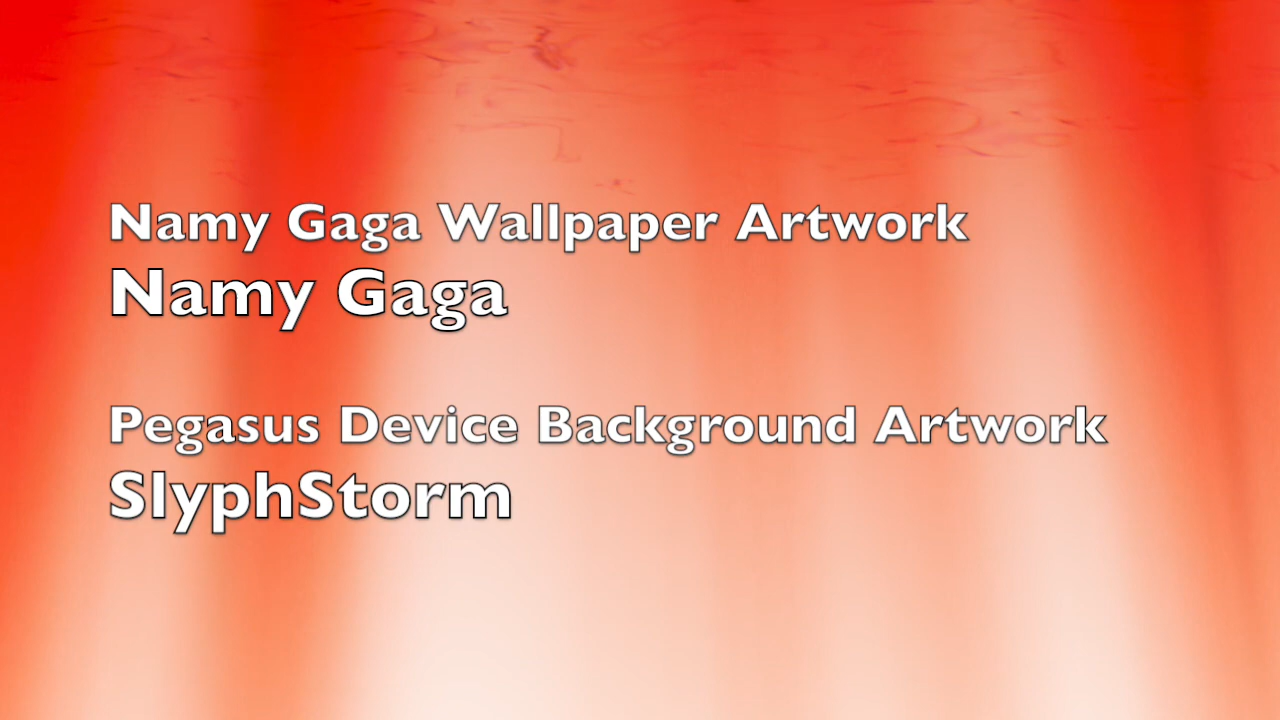 Namy Gaga Wallpaper Artwork
Namy Gaga
Pegasus Device Background Artwork
SlyphStorm